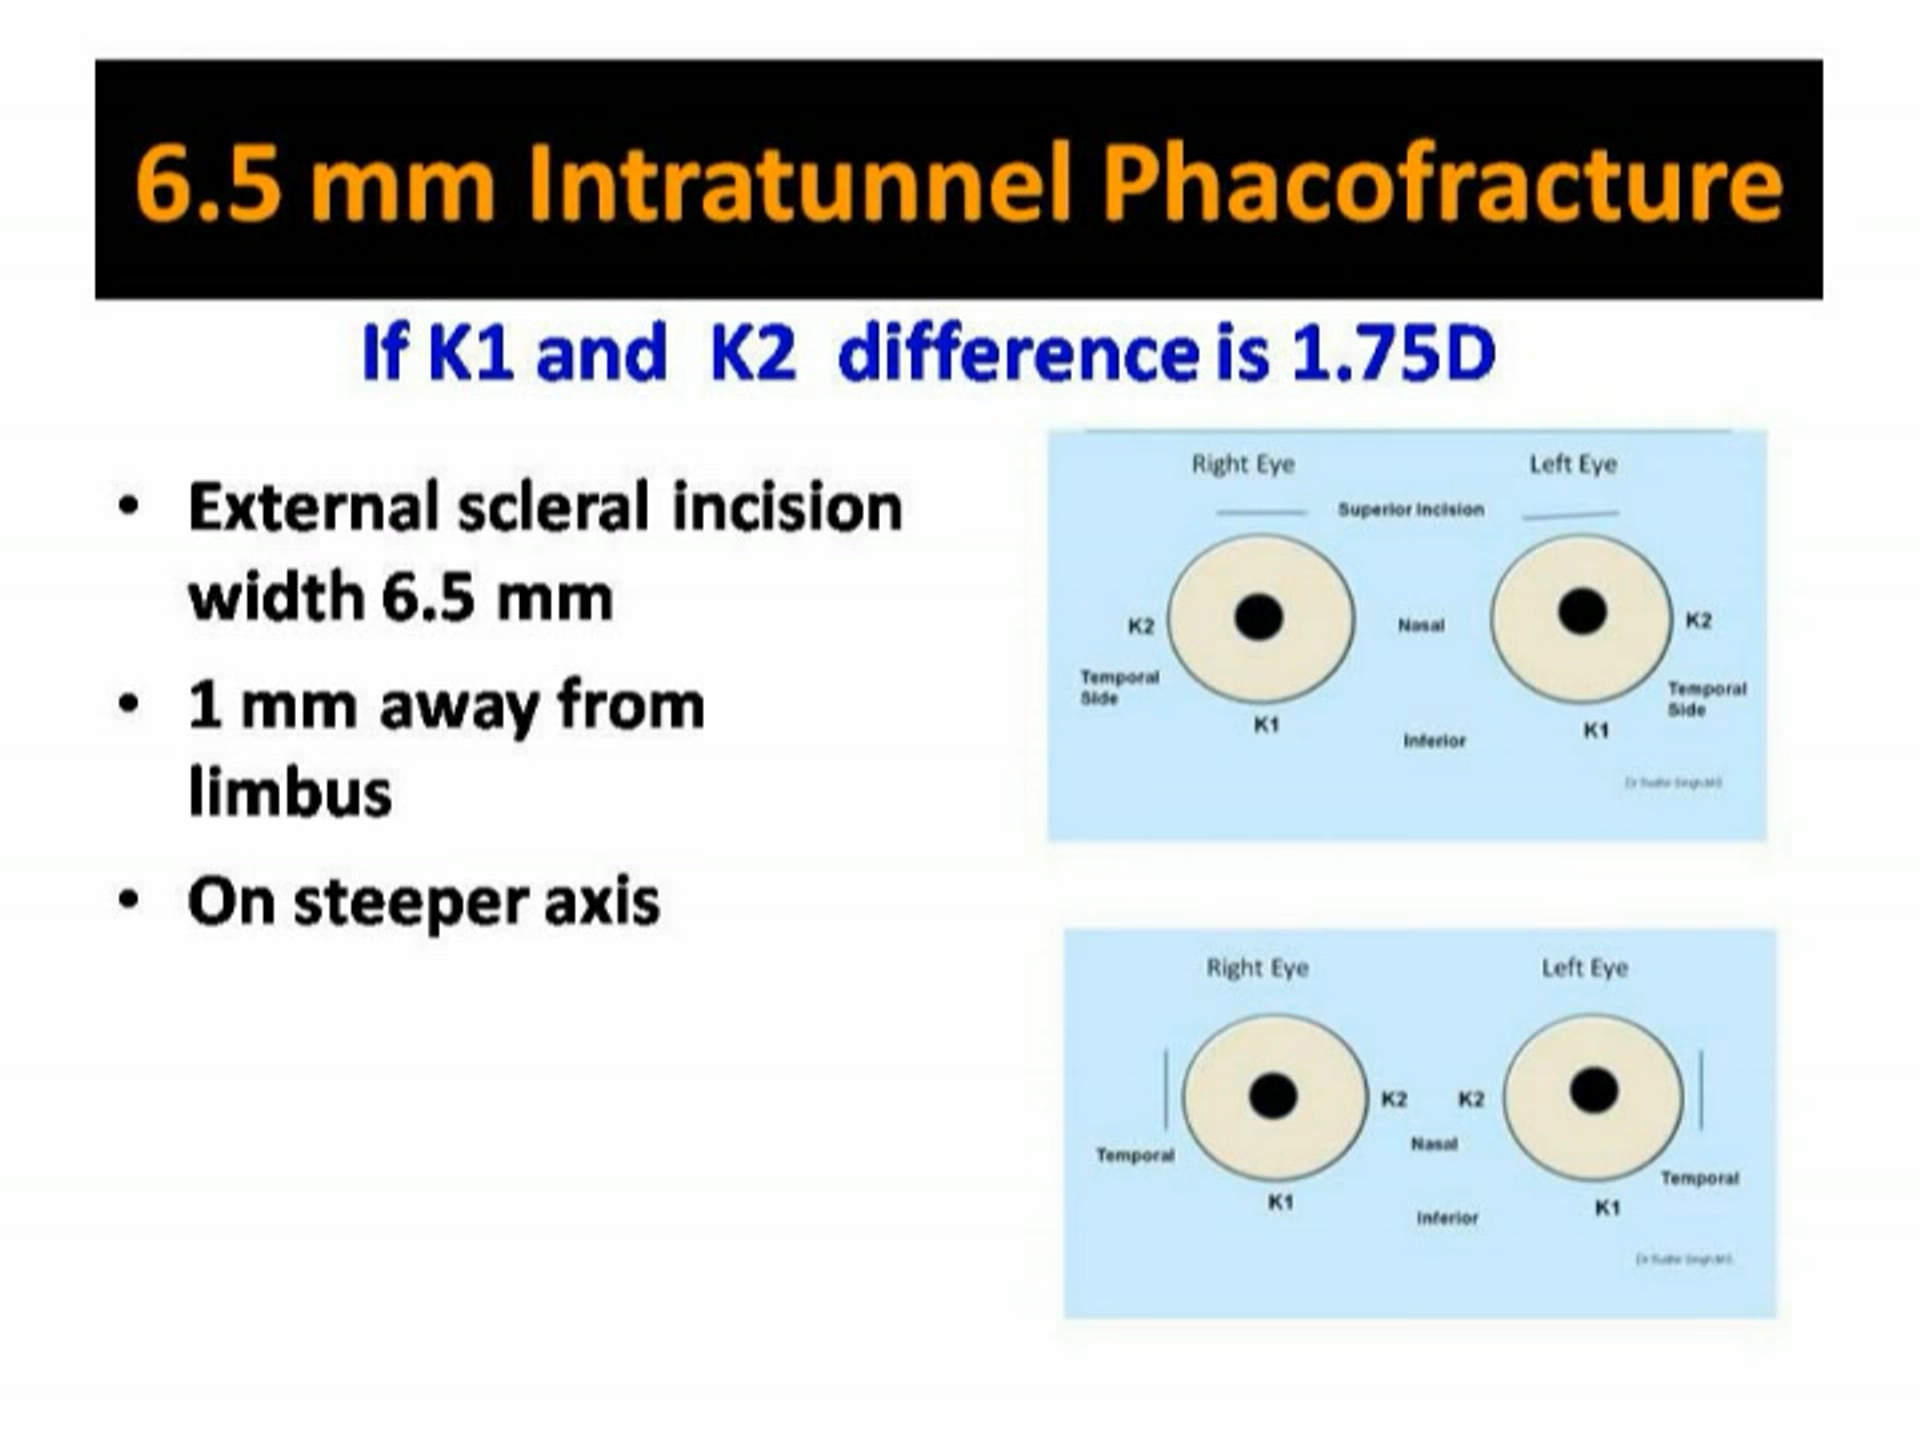 6.5 mm Intratunnel Phacofracture
If K1 and K2 difference is 1.75D
• External scleral incision
width 6.5 mm
• 1 mm away from
limbus
• On steeper axis
Right Eye Left Eye
Superior Incision
K2 Nasal K2
Temporal
Side
Temporal
Side
K1 K1
Inferior
Right Eye Left Eye
K2 K2
Nasal
Temporal
Temporal
K1 K1
Inferior